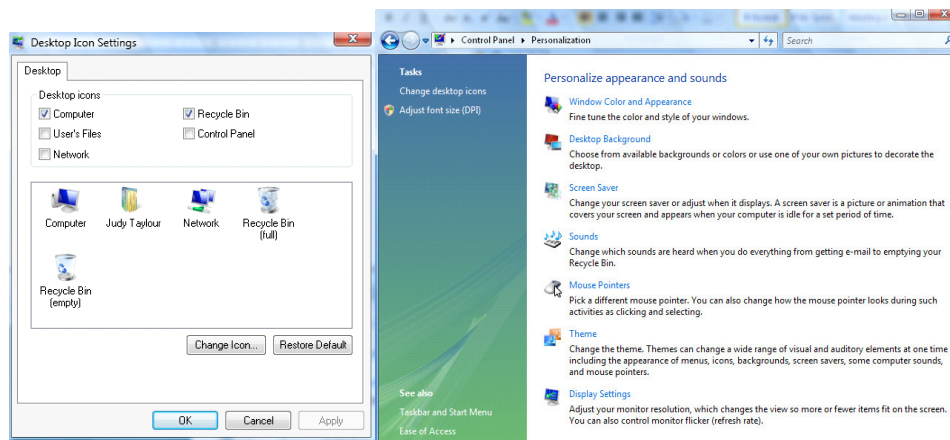 Desktop Icon Settings
Desktop
Desktop icons
Computer
Recycle Bin
User's Files
Control Panel
Network
Computer
Judy Taylour
Network
Recycle Bin
(full)
Recycle Bin
(empty)
Change Icon...
Restore Default
OK
Cancel
Apply
Control Panel
Personalization
Search
Tasks
Change desktop icons
Adjust font size (DPI)
See also
Taskbar and Start Menu
Ease of Access
Personalize appearance and sounds
Window Color and Appearance
Fine tune the color and style of your windows.
Desktop Background
Choose from available backgrounds or colors or use one of your own pictures to decorate the
desktop.
Screen Saver
Change your screen saver or adjust when it displays. A screen saver is a picture or animation that
covers your screen and appears when your computer is idle for a set period of time.
Sounds
Change which sounds are heard when you do everything from getting e-mail to emptying your
Recycle Bin.
Mouse Pointers
Pick a different mouse pointer. You can also change how the mouse pointer looks during such
activities as clicking and selecting.
Theme
Change the theme. Themes can change a wide range of visual and auditory elements at one time
including the appearance of menus, icons, backgrounds, screen savers, some computer sounds,
and mouse pointers.
Display Settings
Adjust your monitor resolution, which changes the view so more or fewer items fit on the screen.
You can also control monitor flicker (refresh rate).